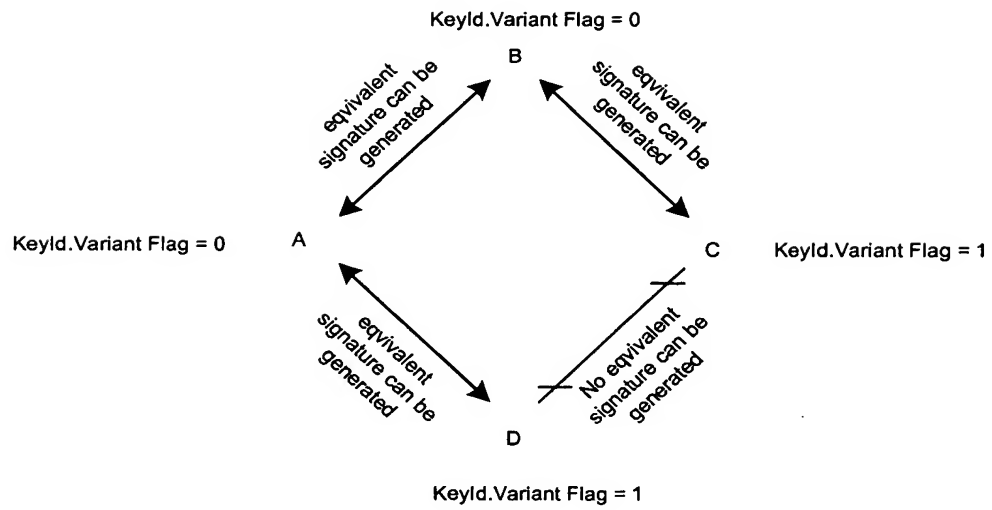 KeyId.Variant Flag = 0
B
eqvivalent
signature can be
generated
eqvivalent
signature can be
generated
KeyId.Variant Flag = 0
A
C
KeyId.Variant Flag = 1
eqvivalent
signature can be
generated
No eqvivalent
signature can be
generated
D
KeyId.Variant Flag = 1